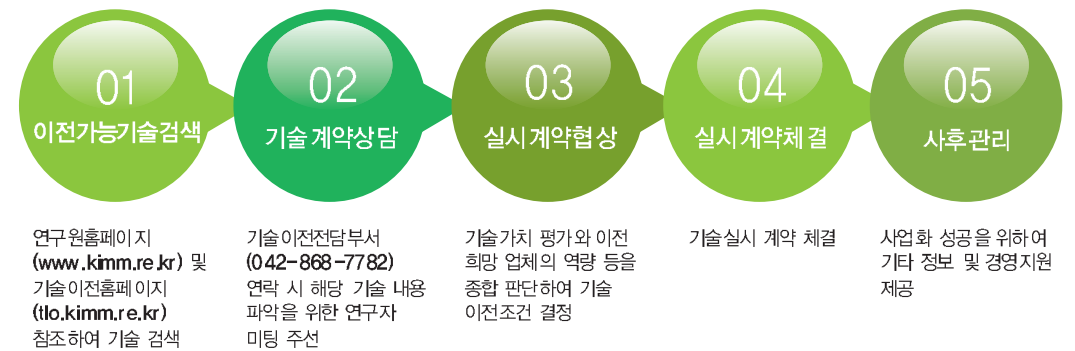 01
이전가능기술검색
연구원홈페이지
(www.kimm.re.kr) 및
기술이전홈페이지
(tlo.kimm.re.kr)
참조하여 기술 검색
02
기술계약상담
기술이전전담부서
(042-868-7782)
연락 시 해당 기술 내용
파악을 위한 연구자
미팅 주선
03
실시계약협상
기술가치 평가와 이전
희망 업체의 역량 등을
종합 판단하여 기술
이전조건 결정
04
실시계약체결
기술실시 계약 체결
05
사후관리
사업화 성공을 위하여
기타 정보 및 경영지원
제공